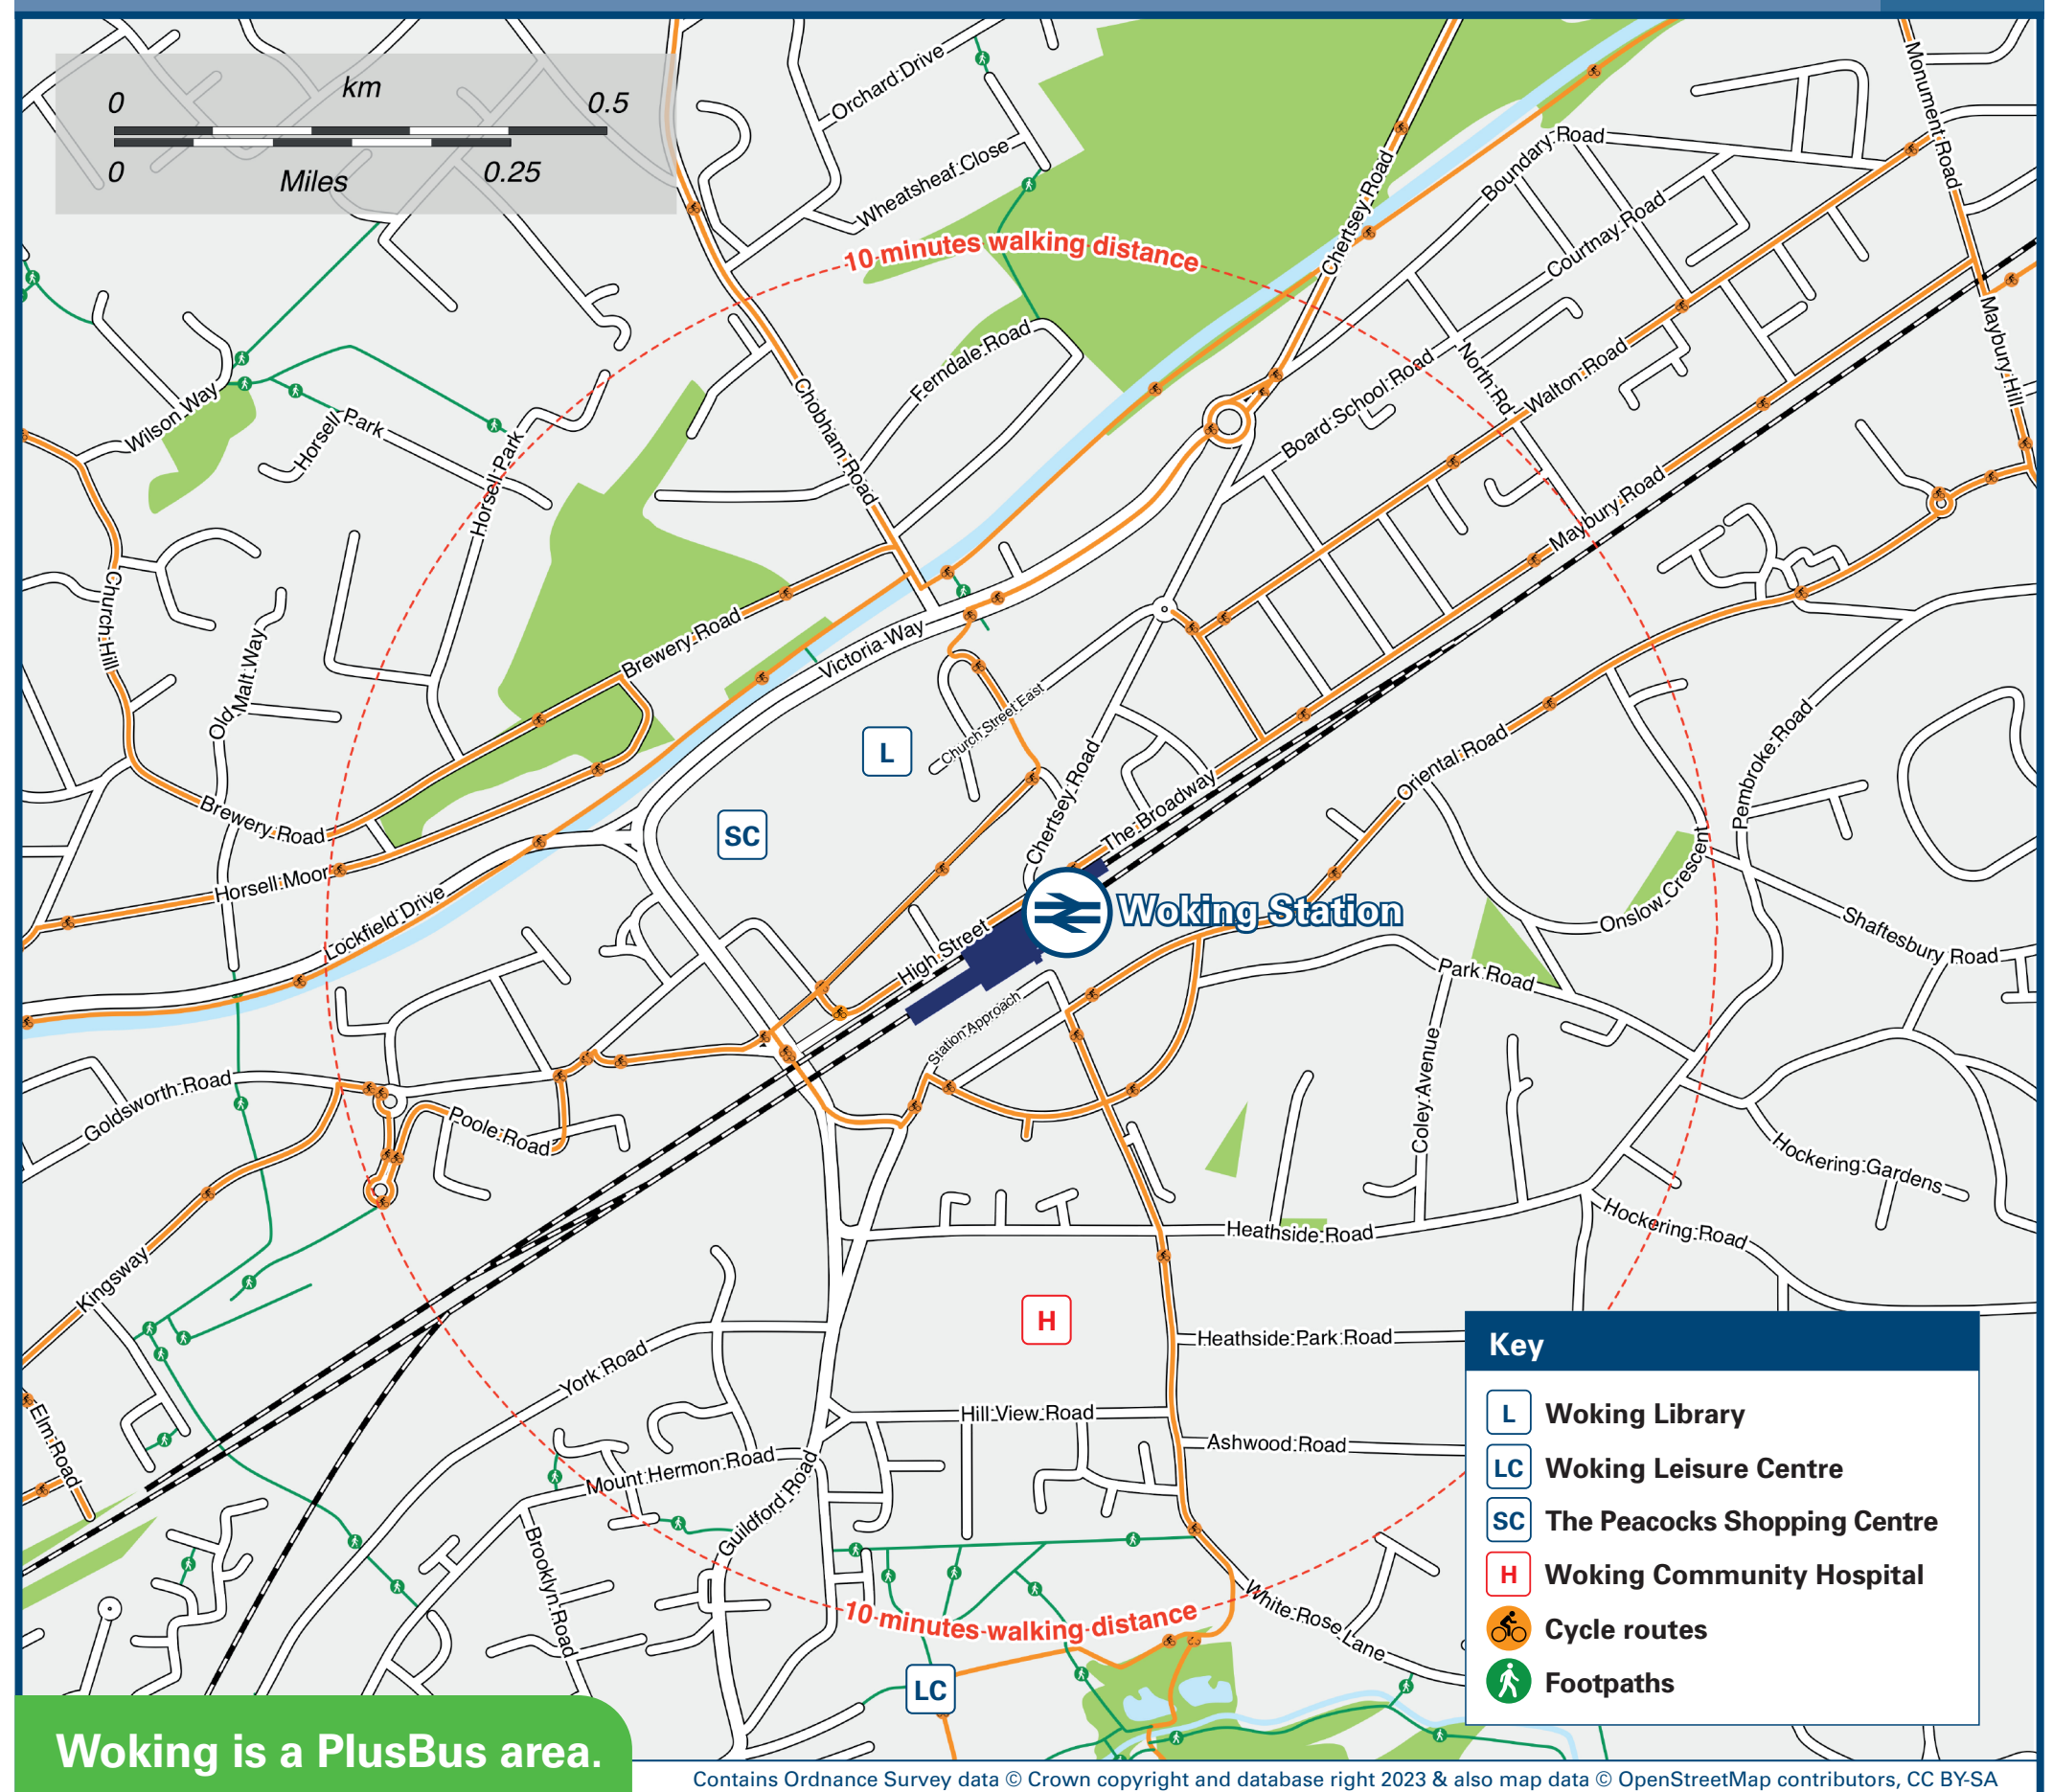 km
0
0.5
0
Miles
0.25
Orchard Drive
Wheatsheaf Close
Monument Road
Boundary Road
Chertsey Road
Courtnay Road
10 minutes walking distance
Ferndale Road
Chobham Road
Board School Road
North Rd
Walton Road
Maybury Hill
Wilson Way
Horsell
Park
Horsell Park
Maybury Road
Church Hill
Old
Malt Way
Brewery Road
Victoria Way
L
Church Street East
Chertsey Road
The Broadway
Oriental Road
Pembroke Road
Brewery Road
SC
Horsell Moor
Lockfield Drive
High Street
Woking Station
Onslow Crescent
Shaftesbury Road
Park Road
Station Approach
Coley Avenue
Goldsworth Road
Poole Road
Hockering Gardens
Heathside Road
Hockering Road
Kingsway
H
Heathside Park Road
York Road
Hill View Road
Ashwood Road
Elm Road
Mount Hermon Road
Guildford Road
Brooklyn Road
10 minutes walking distance
White Rose Lane
LC
Key
L Woking Library
LC Woking Leisure Centre
SC The Peacocks Shopping Centre
H Woking Community Hospital
Cycle routes
Footpaths
Woking is a PlusBus area.
Contains Ordnance Survey data © Crown copyright and database right 2023 & also map data © OpenStreetMap contributors, CC BY-SA